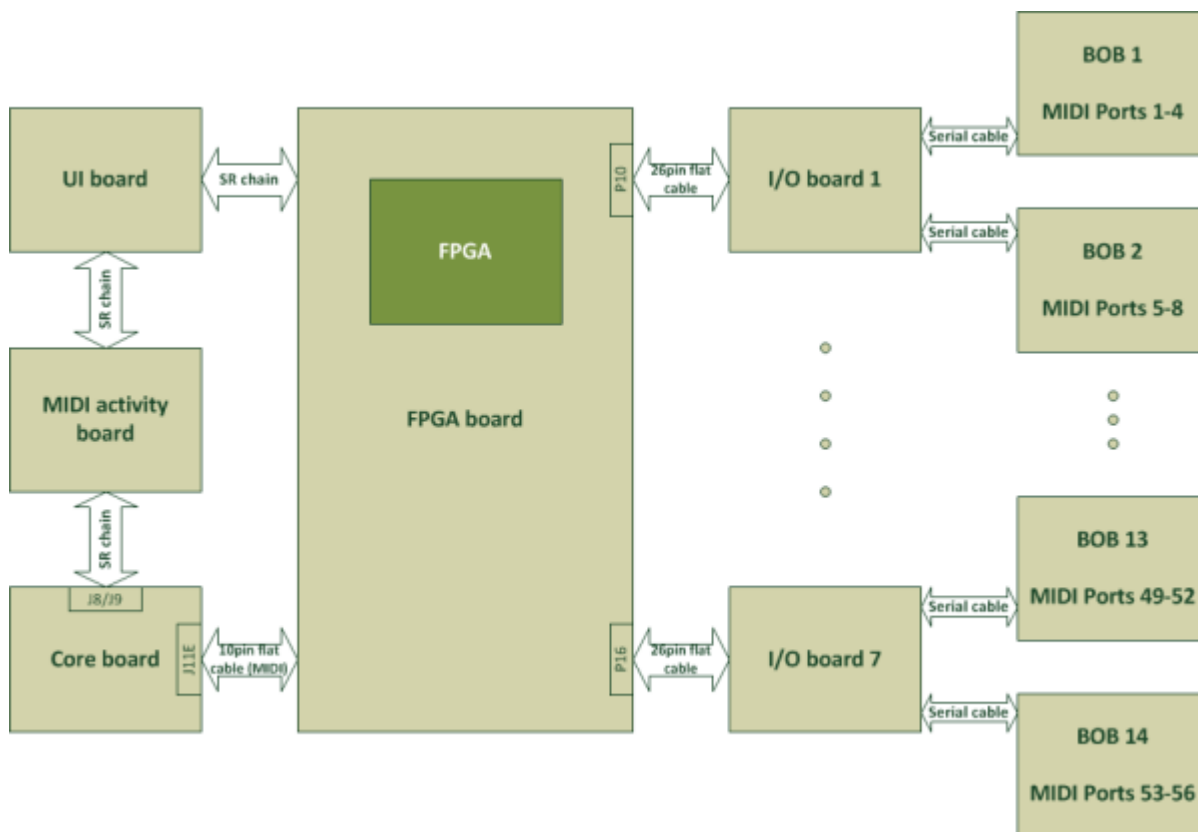 UI board
SR chain
SR chain
MIDI activity
board
SR chain
J8/J9
Core board
J11E
10pin flat
cable (MIDI)
FPGA
FPGA board
P10
26pin flat
cable
I/O board 1
Serial cable
BOB 1
MIDI Ports 1-4
Serial cable
BOB 2
MIDI Ports 5-8
P16
26pin flat
cable
I/O board 7
Serial cable
BOB 13
MIDI Ports 49-52
Serial cable
BOB 14
MIDI Ports 53-56